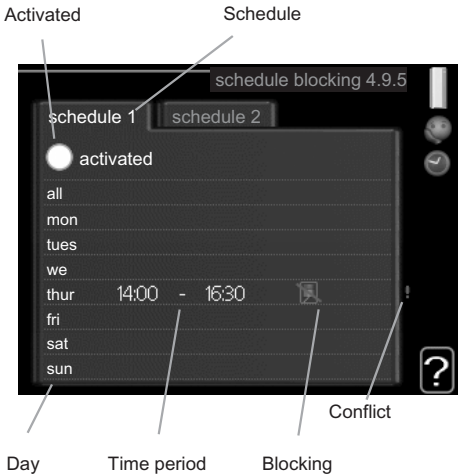 Activated Schedule
schedule blocking 4.9.5
schedule 1 schedule 2
activated
all
mon
tues
we
thur 14:00 - 16:30 !
fri
sat
sun
?
Conflict
Day Time period Blocking